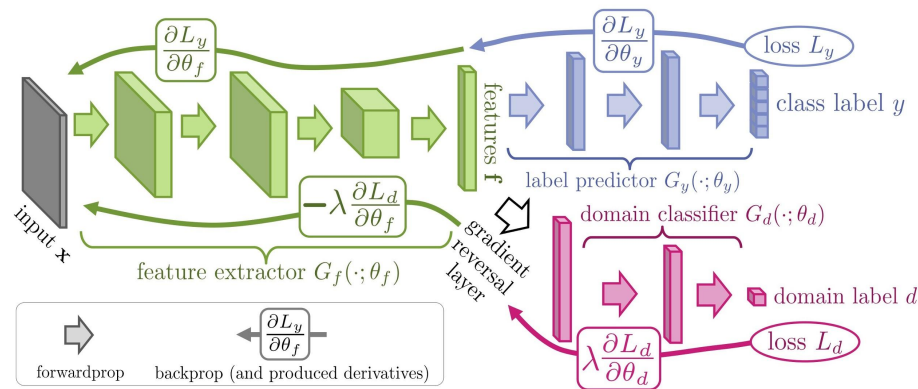 ∂L_y/∂θ_f
∂L_y/∂θ_y
loss L_y
features f
class label y
label predictor G_y(·; θ_y)
input x
−λ ∂L_d/∂θ_f
feature extractor G_f(·; θ_f)
gradient
reversal
layer
domain classifier G_d(·; θ_d)
domain label d
λ ∂L_d/∂θ_d
loss L_d
forwardprop
∂L_y/∂θ_f
backprop (and produced derivatives)